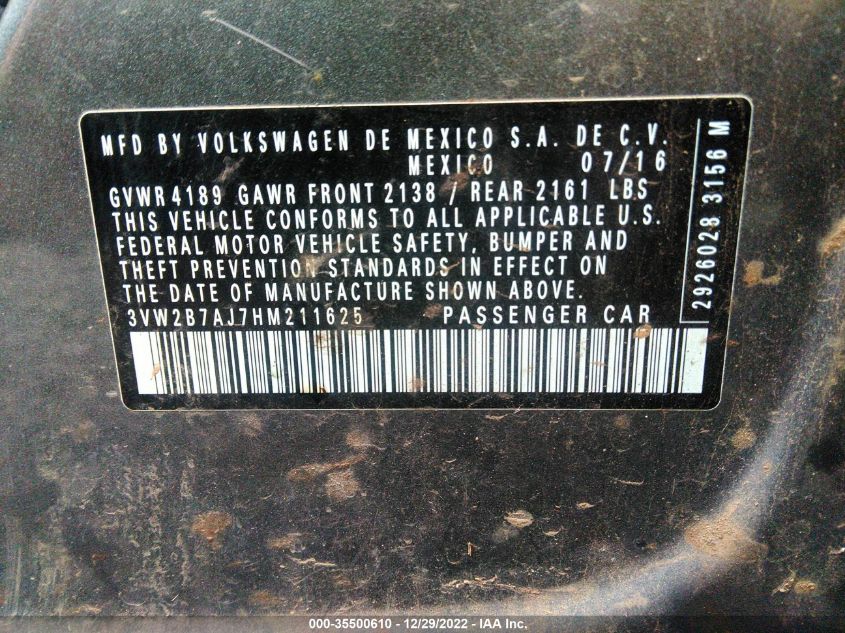 MFD BY VOLKSWAGEN DE MEXICO S.A. DE C.V.
MEXICO 07/16
GVWR 4189 GAWR FRONT 2138 / REAR 2161 LBS
THIS VEHICLE CONFORMS TO ALL APPLICABLE U.S.
FEDERAL MOTOR VEHICLE SAFETY, BUMPER AND
THEFT PREVENTION STANDARDS IN EFFECT ON
THE DATE OF MANUFACTURE SHOWN ABOVE.
3VW2B7AJ7HM211625 PASSENGER CAR
2926028 3156 M
000-35500610 - 12/29/2022 - IAA Inc.